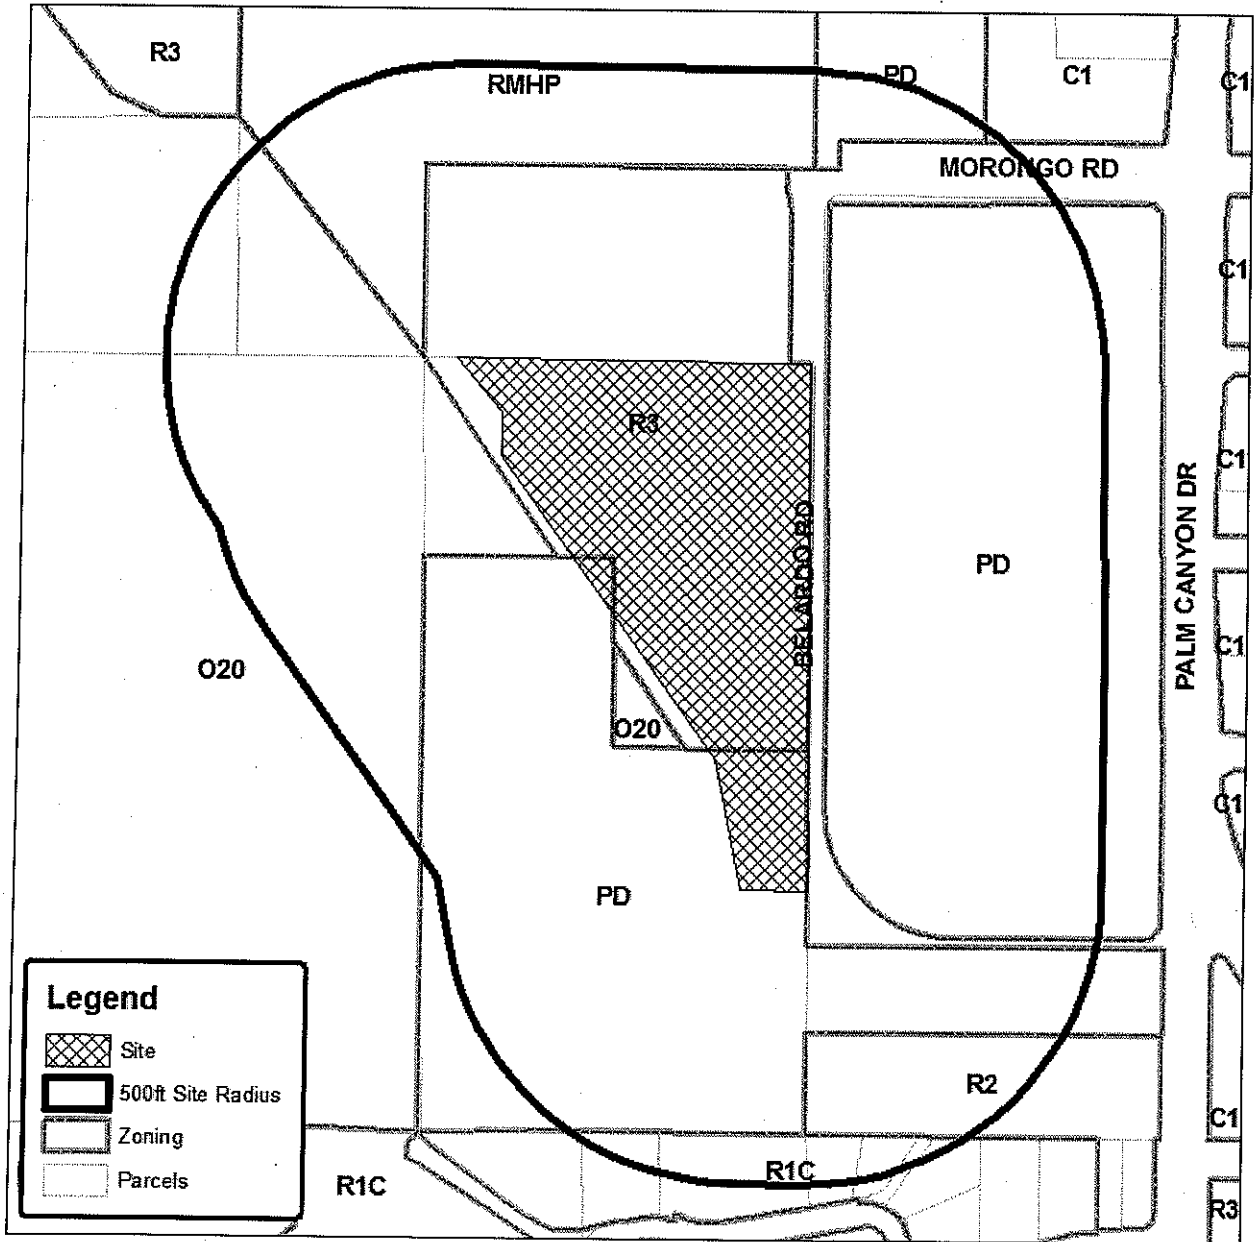 R3
RMHP
PD
C1
C1
MORONGO RD
C1
R3
C1
PD
BELARDO RD
PALM CANYON DR
C1
O20
O20
C1
PD
Legend
Site
500ft Site Radius
Zoning
Parcels
R2
C1
R1C
R1C
R3